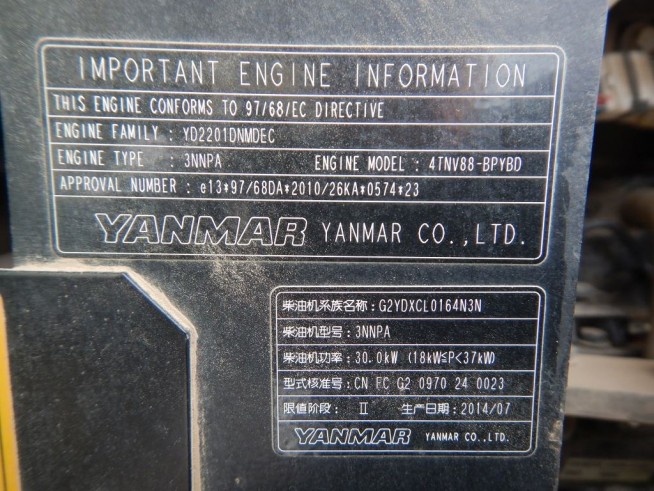 IMPORTANT ENGINE INFORMATION
THIS ENGINE CONFORMS TO 97/68/EC DIRECTIVE
ENGINE FAMILY : YD2201DNMDEC
ENGINE TYPE : 3NNPA ENGINE MODEL : 4TNV88-BPYBD
APPROVAL NUMBER : e13*97/68DA*2010/26KA*0574*23
YANMAR YANMAR CO.,LTD.
柴油机系族名称:G2YDXCL0164N3N
柴油机型号:3NNPA
柴油机功率:30.0kW (18kW≦P<37kW)
型式核准号:CN FC G2 0970 24 0023
限值阶段: Ⅱ 生产日期:2014/07
YANMAR YANMAR CO.,LTD.